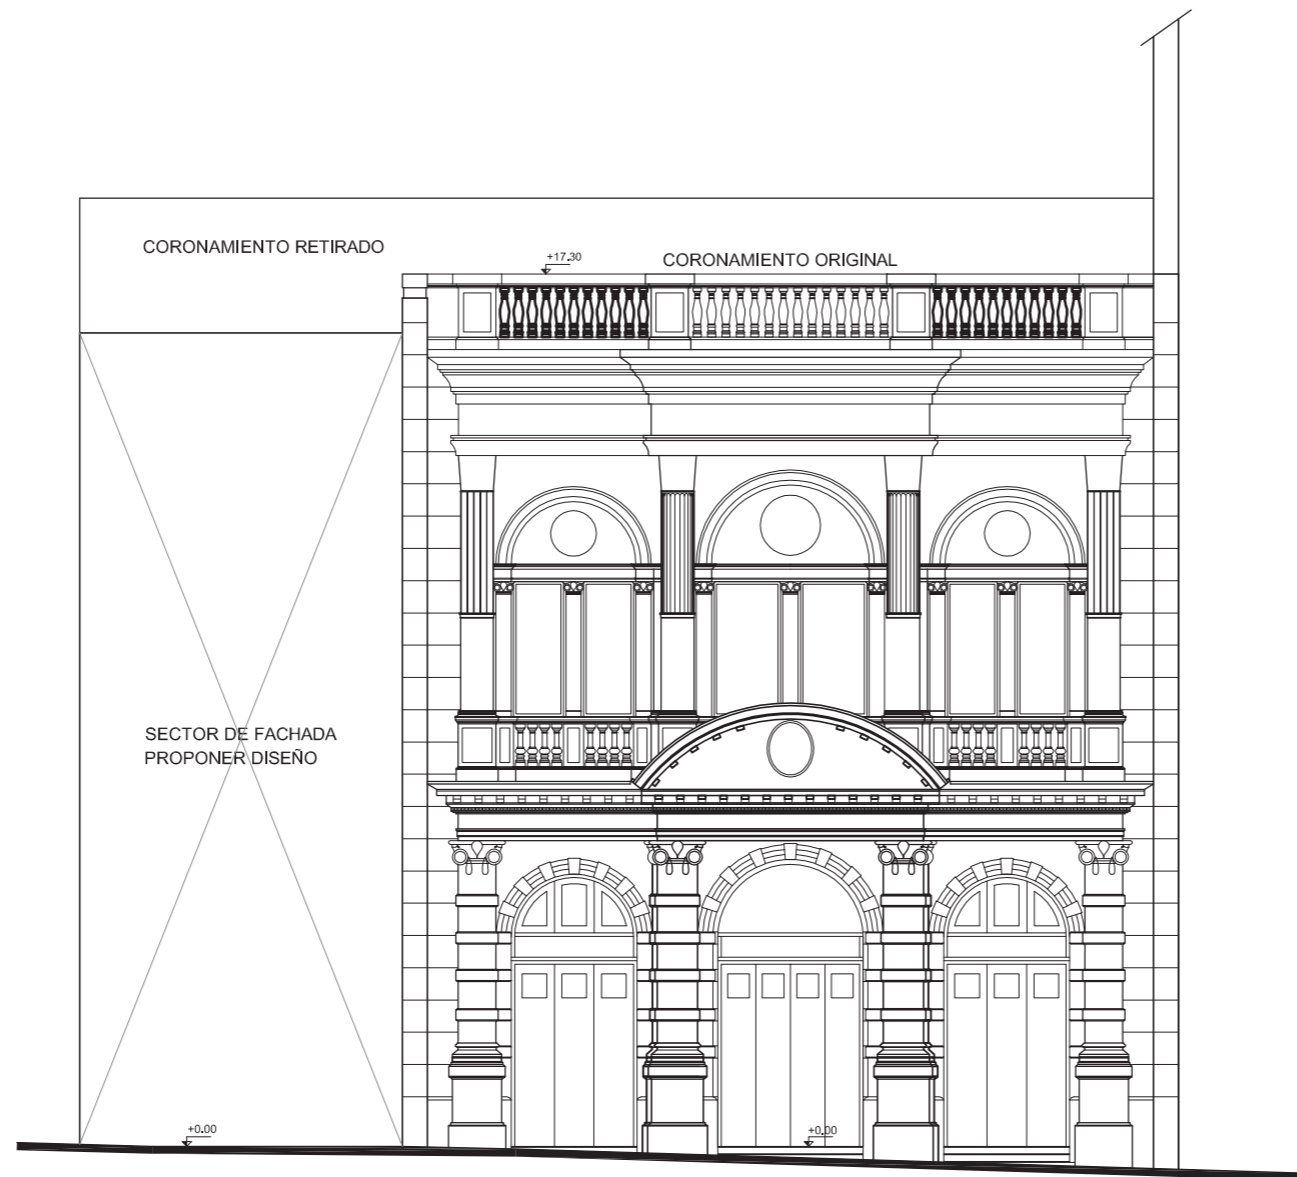 CORONAMIENTO RETIRADO
+17.30
CORONAMIENTO ORIGINAL
SECTOR DE FACHADA
PROPONER DISEÑO
+0.00
+0.00